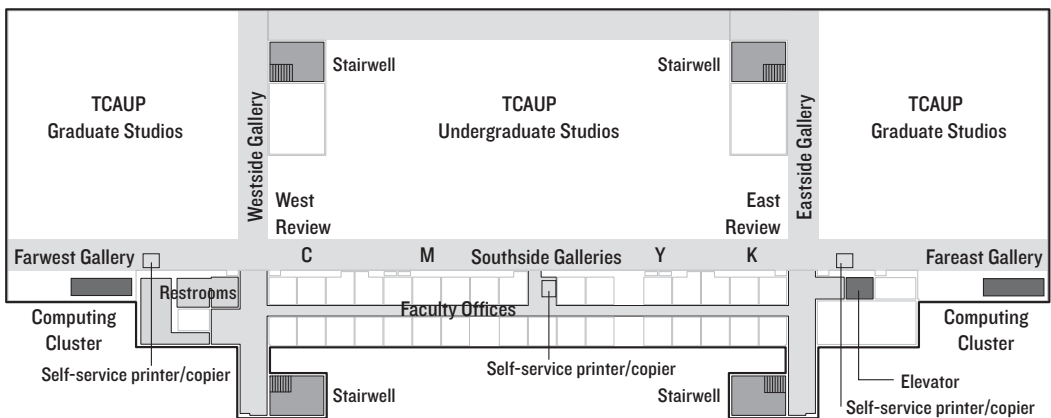 Stairwell
Stairwell
TCAUP
Graduate Studios
TCAUP
Undergraduate Studios
TCAUP
Graduate Studios
Westside Gallery
Eastside Gallery
West
Review
East
Review
Farwest Gallery
C
M
Southside Galleries
Y
K
Fareast Gallery
Restrooms
Faculty Offices
Computing
Cluster
Computing
Cluster
Self-service printer/copier
Self-service printer/copier
Elevator
Stairwell
Stairwell
Self-service printer/copier